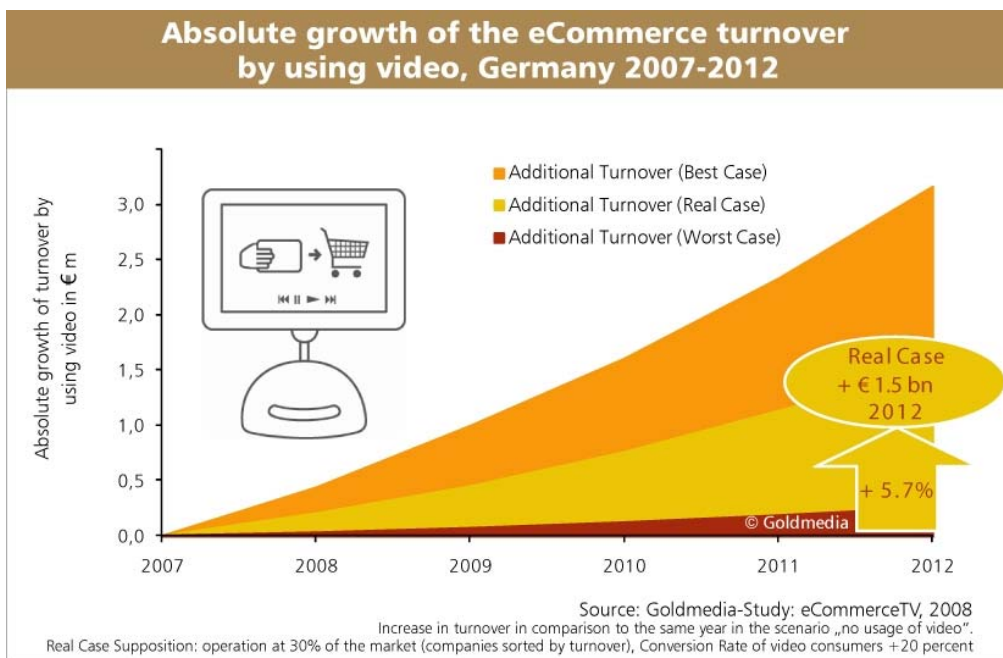 Absolute growth of the eCommerce turnover
by using video, Germany 2007-2012
Absolute growth of turnover by
using video in € m
3,0
2,5
2,0
1,5
1,0
0,5
0,0
Additional Turnover (Best Case)
Additional Turnover (Real Case)
Additional Turnover (Worst Case)
Real Case
+ € 1.5 bn
2012
+ 5.7%
© Goldmedia
2007 2008 2009 2010 2011 2012
Source: Goldmedia-Study: eCommerceTV, 2008
Increase in turnover in comparison to the same year in the scenario „no usage of video“.
Real Case Supposition: operation at 30% of the market (companies sorted by turnover), Conversion Rate of video consumers +20 percent